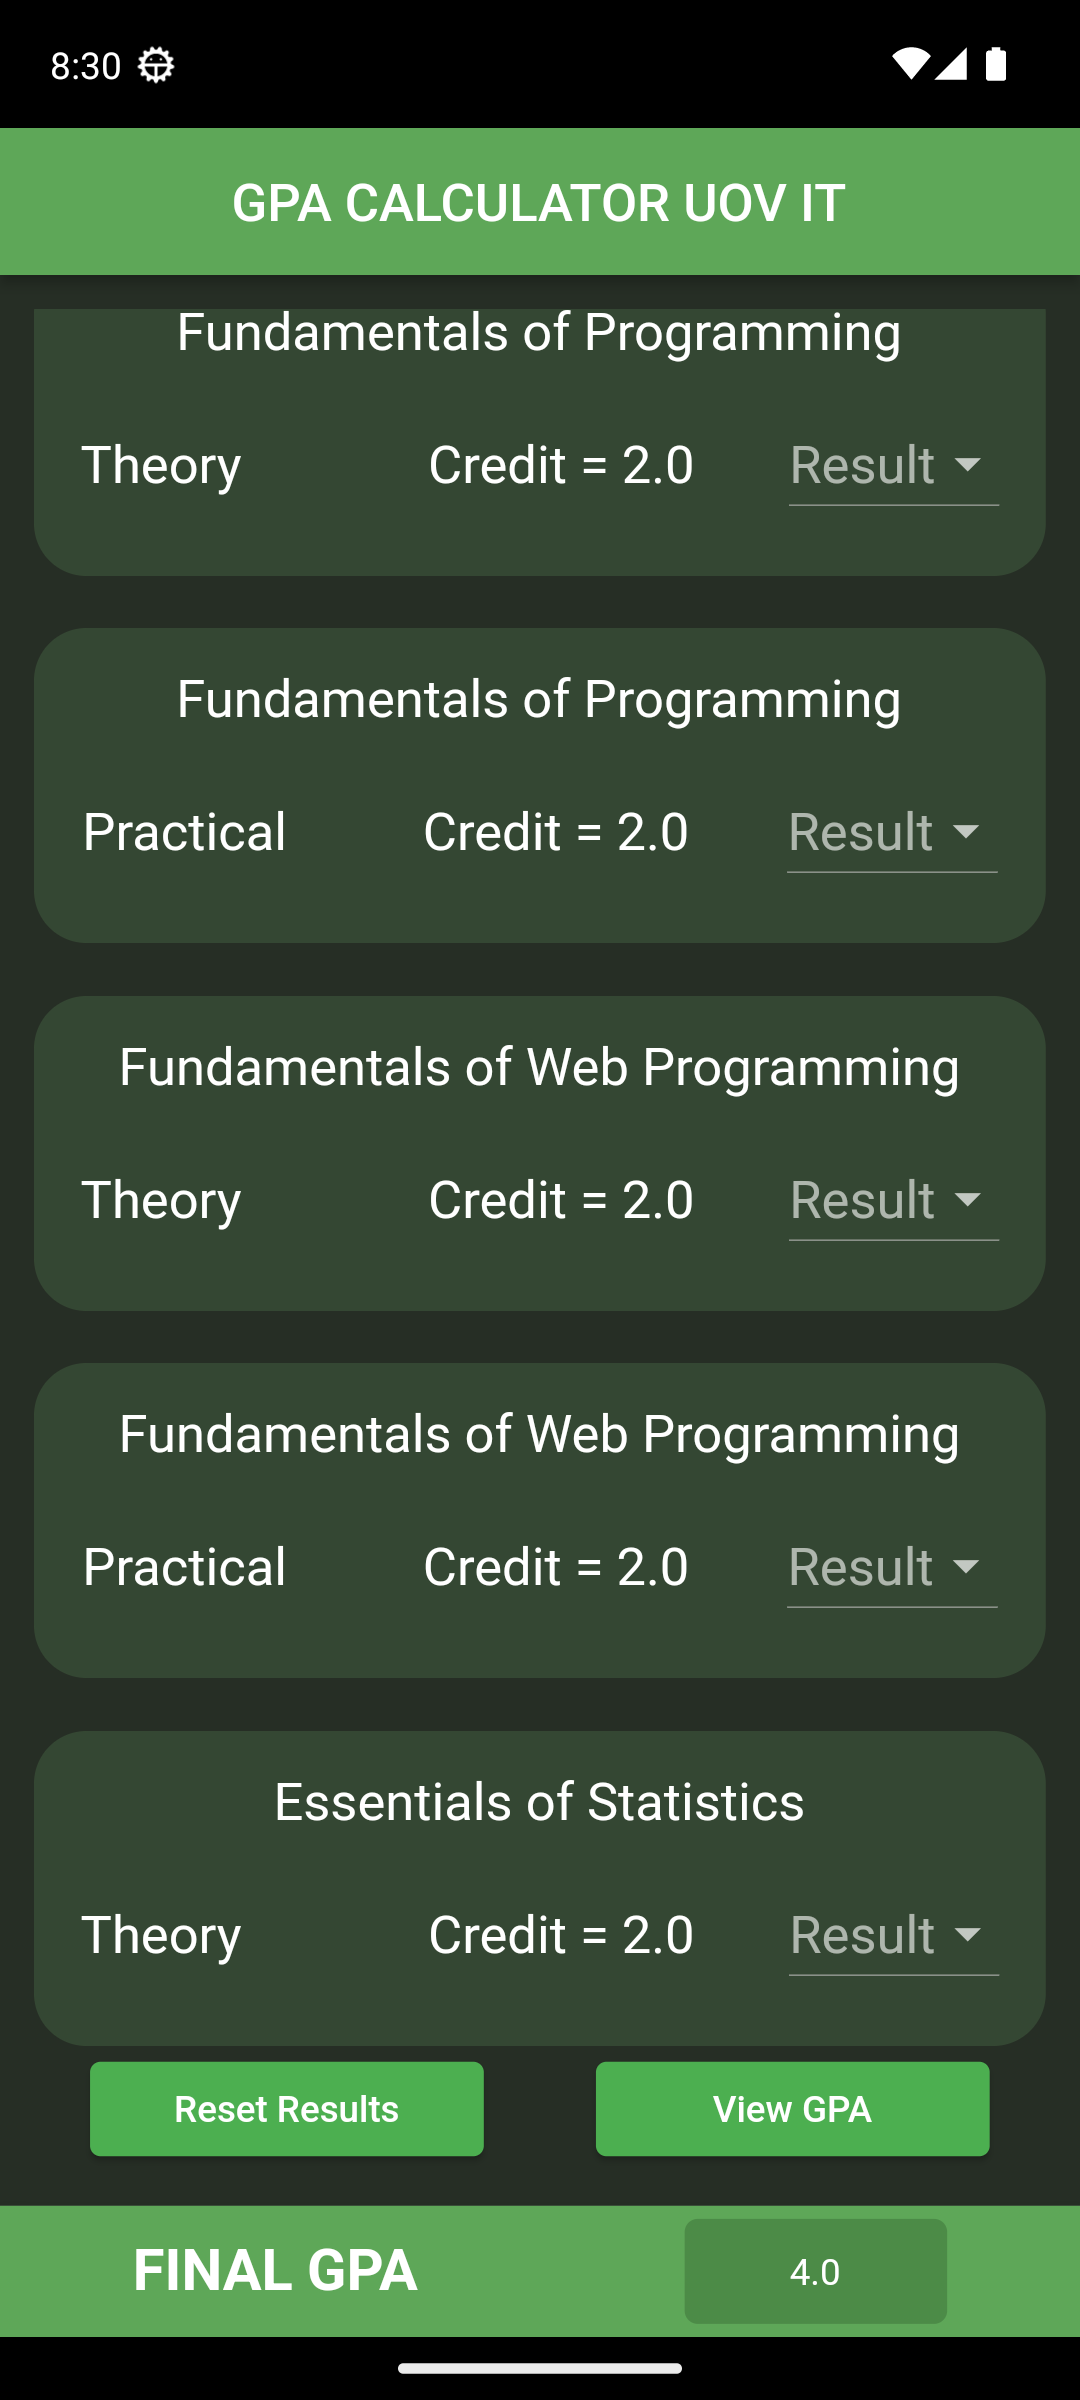 8:30
GPA CALCULATOR UOV IT
Fundamentals of Programming
Theory Credit = 2.0 Result
Fundamentals of Programming
Practical Credit = 2.0 Result
Fundamentals of Web Programming
Theory Credit = 2.0 Result
Fundamentals of Web Programming
Practical Credit = 2.0 Result
Essentials of Statistics
Theory Credit = 2.0 Result
Reset Results View GPA
FINAL GPA 4.0